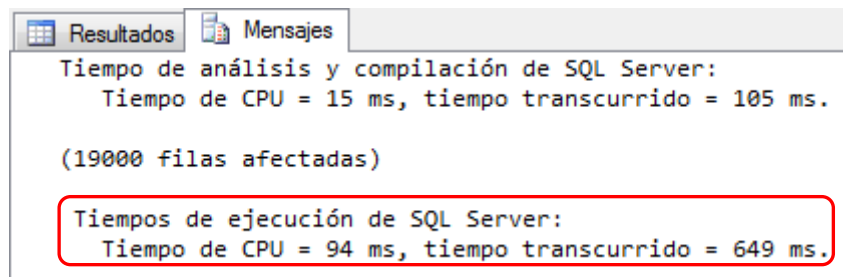 Resultados Mensajes
Tiempo de análisis y compilación de SQL Server:
Tiempo de CPU = 15 ms, tiempo transcurrido = 105 ms.
(19000 filas afectadas)
Tiempos de ejecución de SQL Server:
Tiempo de CPU = 94 ms, tiempo transcurrido = 649 ms.